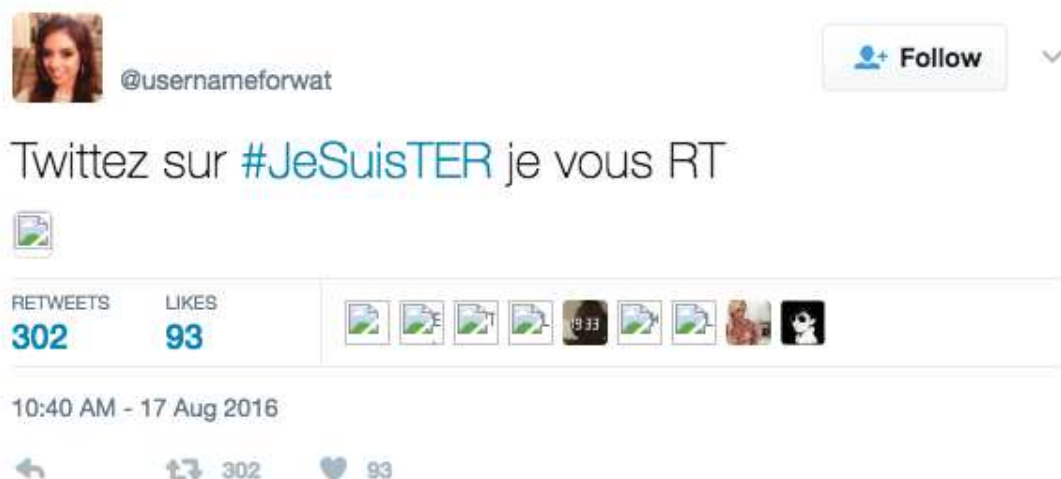 @usernameforwat
Follow
Twittez sur #JeSuisTER je vous RT
RETWEETS LIKES
302 93
10:40 AM - 17 Aug 2016
302 93